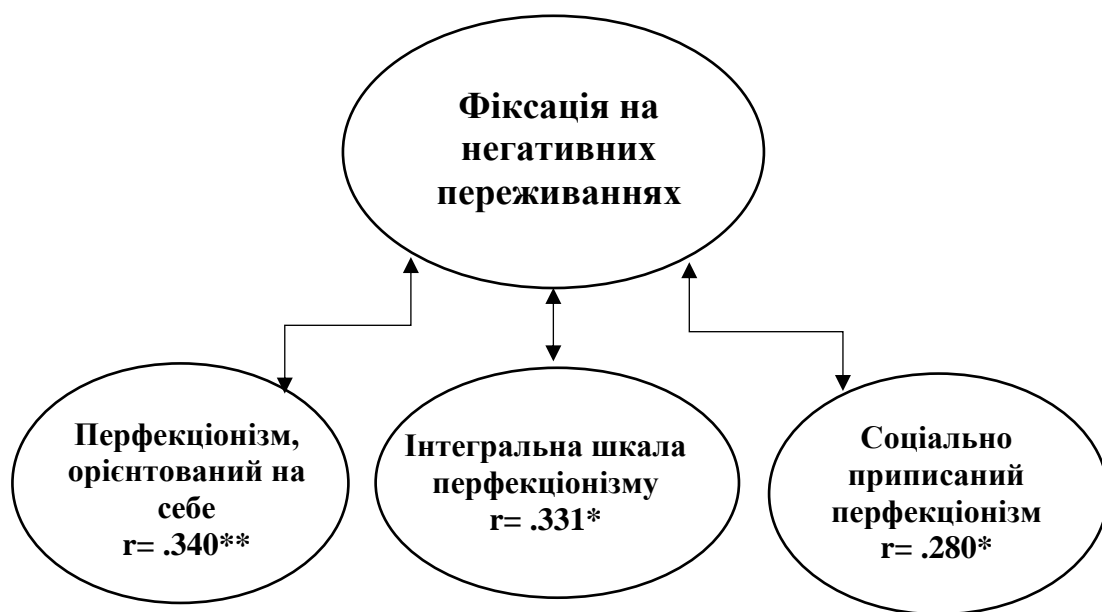 Фіксація на
негативних
переживаннях
Перфекціонізм,
орієнтований на
себе
r= .340**
Інтегральна шкала
перфекціонізму
r= .331*
Соціально
приписаний
перфекціонізм
r= .280*